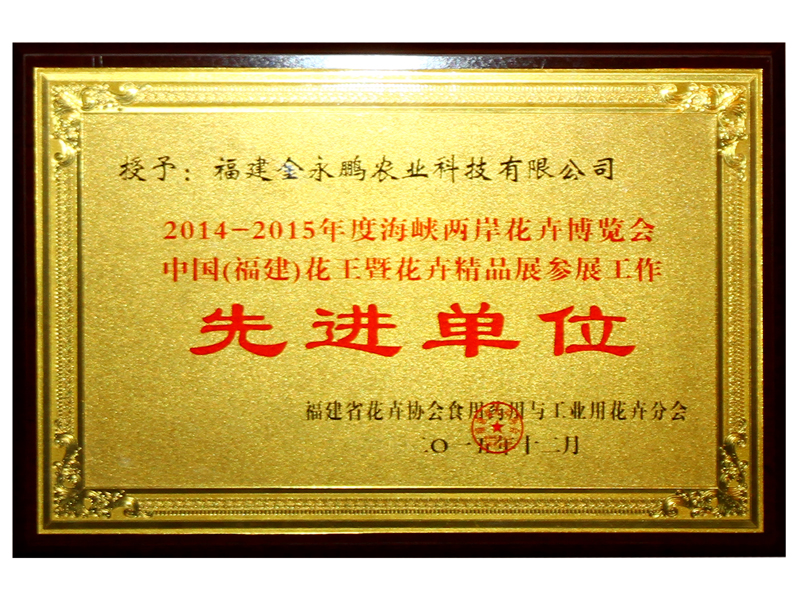 授予：福建金永鹏农业科技有限公司
2014-2015年度海峡两岸花卉博览会
中国(福建)花王暨花卉精品展参展工作
先进单位
福建省花卉协会食用药用与工业用花卉分会
二〇一五年十二月